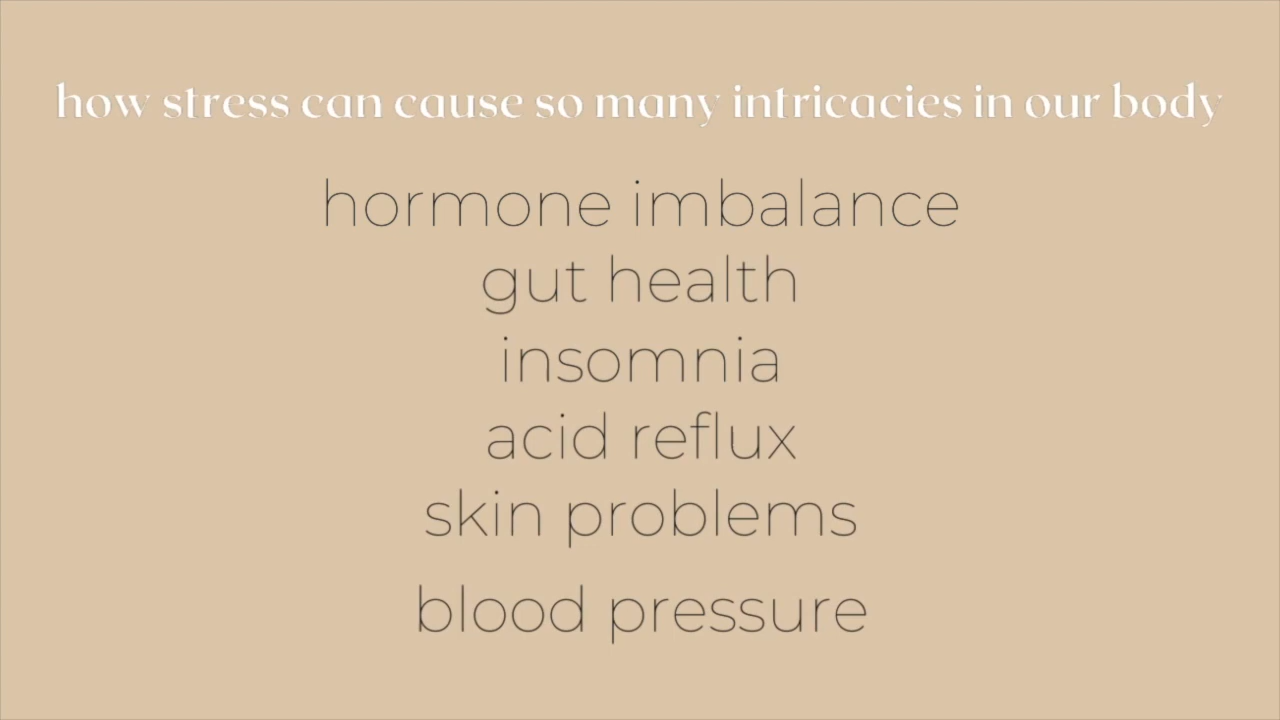 how stress can cause so many intricacies in our body
hormone imbalance
gut health
insomnia
acid reflux
skin problems
blood pressure